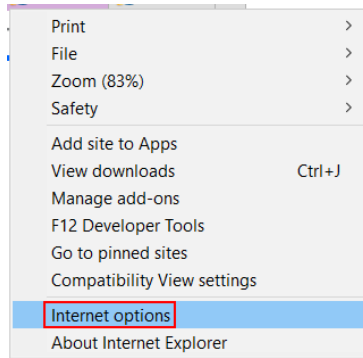 Print
File
Zoom (83%)
Safety
Add site to Apps
View downloads Ctrl+J
Manage add-ons
F12 Developer Tools
Go to pinned sites
Compatibility View settings
Internet options
About Internet Explorer